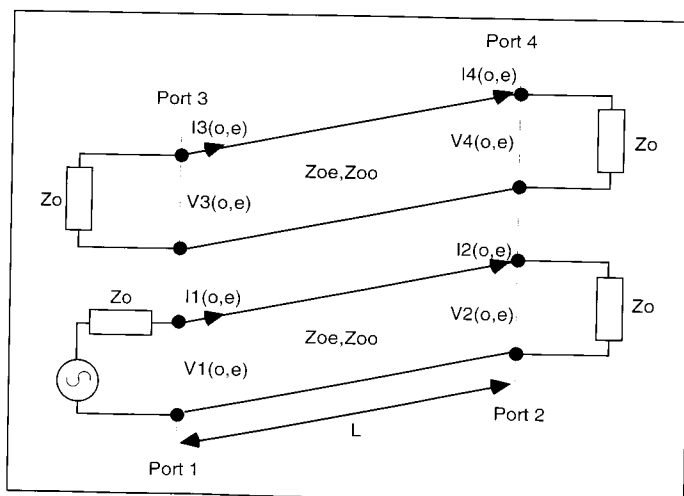 Port 4
I4(o,e)
Port 3
I3(o,e)
V4(o,e)
Zo
Zoe,Zoo
Zo
V3(o,e)
I2(o,e)
Zo
I1(o,e)
V2(o,e)
Zo
Zoe,Zoo
V1(o,e)
Port 2
L
Port 1